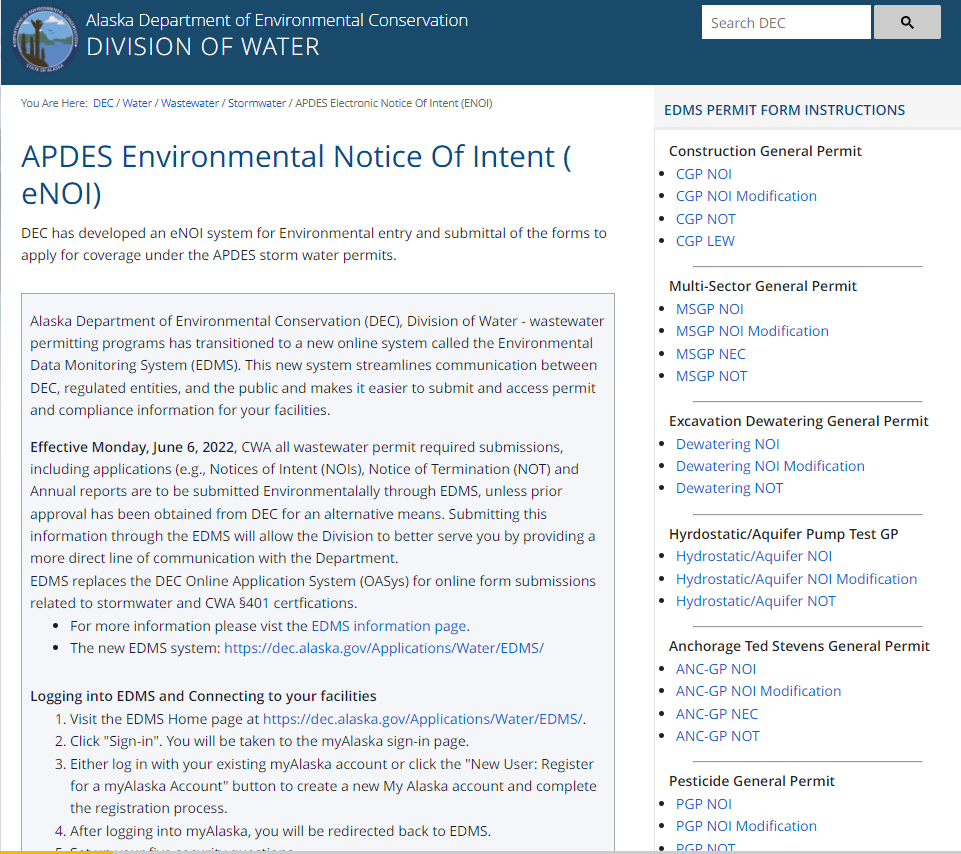 Alaska Department of Environmental Conservation
DIVISION OF WATER
Search DEC
You Are Here: DEC / Water / Wastewater / Stormwater / APDES Electronic Notice Of Intent (ENOI)
APDES Environmental Notice Of Intent (
eNOI)
DEC has developed an eNOI system for Environmental entry and submittal of the forms to
apply for coverage under the APDES storm water permits.
Alaska Department of Environmental Conservation (DEC), Division of Water - wastewater
permitting programs has transitioned to a new online system called the Environmental
Data Monitoring System (EDMS). This new system streamlines communication between
DEC, regulated entities, and the public and makes it easier to submit and access permit
and compliance information for your facilities.
Effective Monday, June 6, 2022, CWA all wastewater permit required submissions,
including applications (e.g., Notices of Intent (NOIs), Notice of Termination (NOT) and
Annual reports are to be submitted Environmentalally through EDMS, unless prior
approval has been obtained from DEC for an alternative means. Submitting this
information through the EDMS will allow the Division to better serve you by providing a
more direct line of communication with the Department.
EDMS replaces the DEC Online Application System (OASys) for online form submissions
related to stormwater and CWA §401 certfications.
• For more information please vist the EDMS information page.
• The new EDMS system: https://dec.alaska.gov/Applications/Water/EDMS/
Logging into EDMS and Connecting to your facilities
1. Visit the EDMS Home page at https://dec.alaska.gov/Applications/Water/EDMS/.
2. Click "Sign-in". You will be taken to the myAlaska sign-in page.
3. Either log in with your existing myAlaska account or click the "New User: Register
for a myAlaska Account" button to create a new My Alaska account and complete
the registration process.
4. After logging into myAlaska, you will be redirected back to EDMS.
5. Set up your five security questions
EDMS PERMIT FORM INSTRUCTIONS
Construction General Permit
• CGP NOI
• CGP NOI Modification
• CGP NOT
• CGP LEW
Multi-Sector General Permit
• MSGP NOI
• MSGP NOI Modification
• MSGP NEC
• MSGP NOT
Excavation Dewatering General Permit
• Dewatering NOI
• Dewatering NOI Modification
• Dewatering NOT
Hyrdostatic/Aquifer Pump Test GP
• Hydrostatic/Aquifer NOI
• Hydrostatic/Aquifer NOI Modification
• Hydrostatic/Aquifer NOT
Anchorage Ted Stevens General Permit
• ANC-GP NOI
• ANC-GP NOI Modification
• ANC-GP NEC
• ANC-GP NOT
Pesticide General Permit
• PGP NOI
• PGP NOI Modification
• PGP NOT